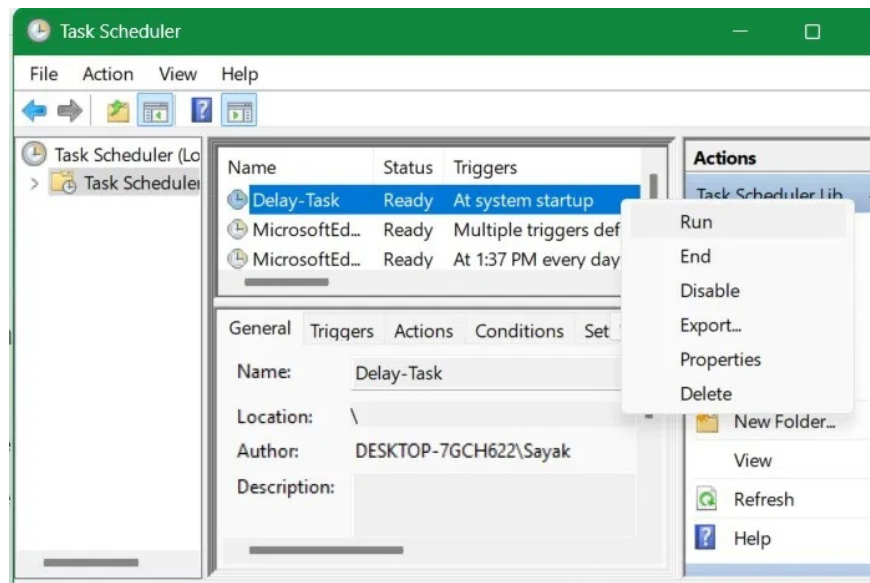 Task Scheduler
File Action View Help
Task Scheduler (Lo
Task Scheduler
Name Status Triggers
Delay-Task Ready At system startup
MicrosoftEd... Ready Multiple triggers def
MicrosoftEd... Ready At 1:37 PM every day
General Triggers Actions Conditions Set
Name: Delay-Task
Location: \
Author: DESKTOP-7GCH622\Sayak
Description:
Actions
Task Scheduler Lib
Run
End
Disable
Export...
Properties
Delete
New Folder...
View
Refresh
Help